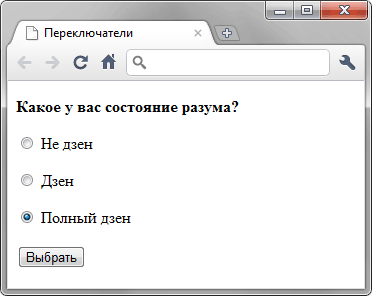 Переключатели
Какое у вас состояние разума?
Не дзен
Дзен
Полный дзен
Выбрать